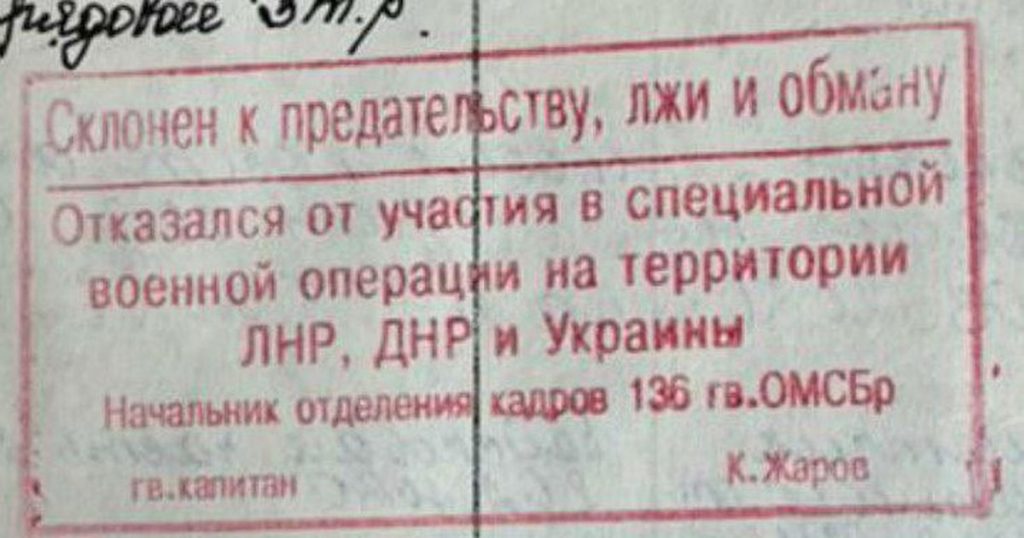 3 т.р.
Склонен к предательству, лжи и обману
Отказался от участия в специальной
военной операции на территории
ЛНР, ДНР и Украины
Начальник отделения кадров 136 гв.ОМСБр
гв.капитан К.Жаров